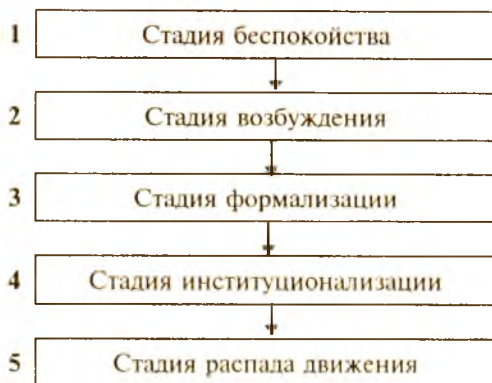 1 Стадия беспокойства
2 Стадия возбуждения
3 Стадия формализации
4 Стадия институционализации
5 Стадия распада движения